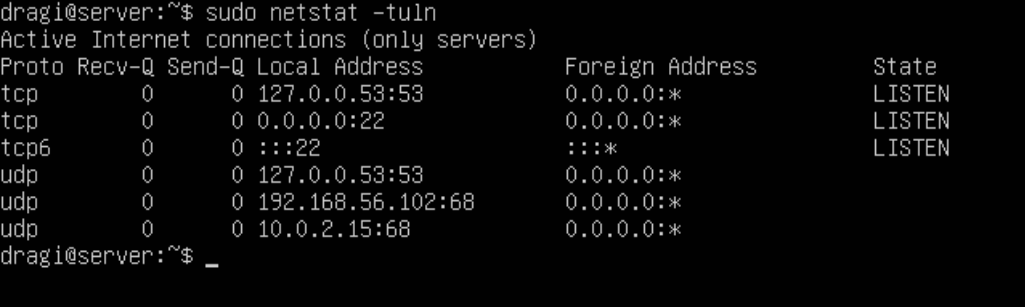 dragi@server:~$ sudo netstat -tuln
Active Internet connections (only servers)
Proto Recv-Q Send-Q Local Address           Foreign Address         State
tcp        0      0 127.0.0.53:53           0.0.0.0:*               LISTEN
tcp        0      0 0.0.0.0:22              0.0.0.0:*               LISTEN
tcp6       0      0 :::22                   :::*                    LISTEN
udp        0      0 127.0.0.53:53           0.0.0.0:*
udp        0      0 192.168.56.102:68       0.0.0.0:*
udp        0      0 10.0.2.15:68            0.0.0.0:*
dragi@server:~$ _